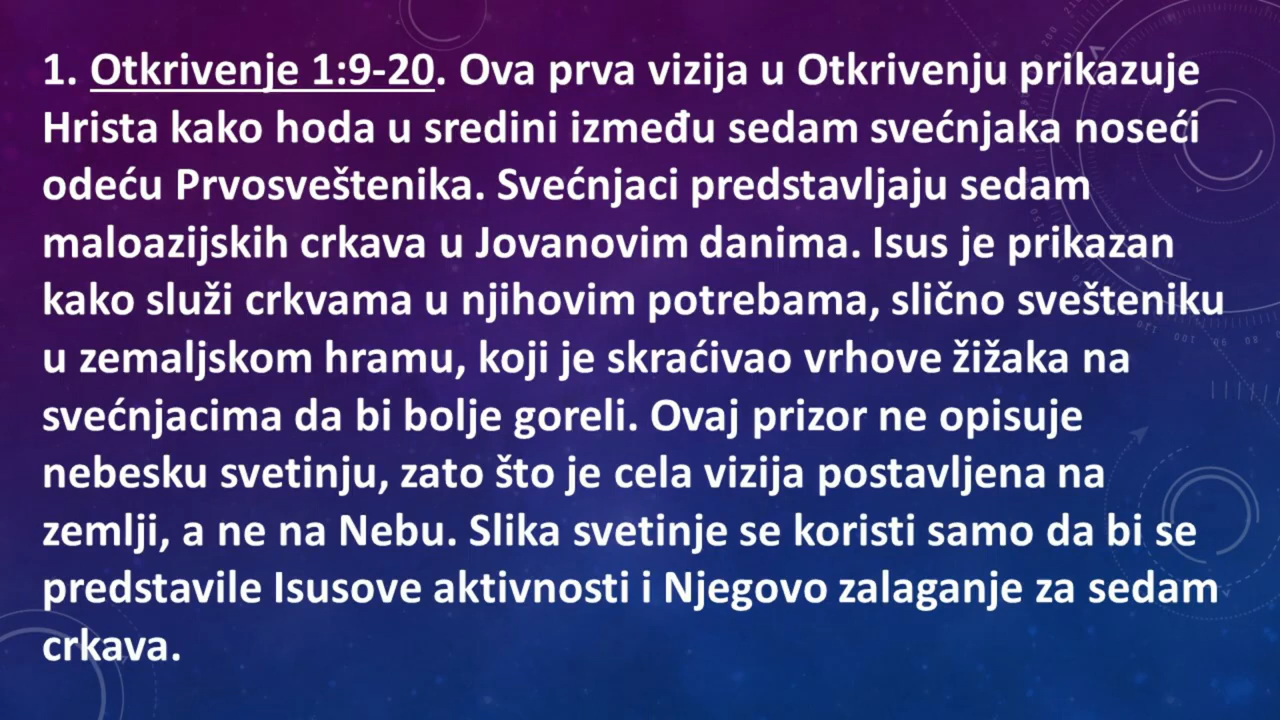 1. Otkrivenje 1:9-20. Ova prva vizija u Otkrivenju prikazuje
Hrista kako hoda u sredini između sedam svećnjaka noseći
odeću Prvosveštenika. Svećnjaci predstavljaju sedam
maloazijskih crkava u Jovanovim danima. Isus je prikazan
kako služi crkvama u njihovim potrebama, slično svešteniku
u zemaljskom hramu, koji je skraćivao vrhove žižaka na
svećnjacima da bi bolje goreli. Ovaj prizor ne opisuje
nebesku svetinju, zato što je cela vizija postavljena na
zemlji, a ne na Nebu. Slika svetinje se koristi samo da bi se
predstavile Isusove aktivnosti i Njegovo zalaganje za sedam
crkava.